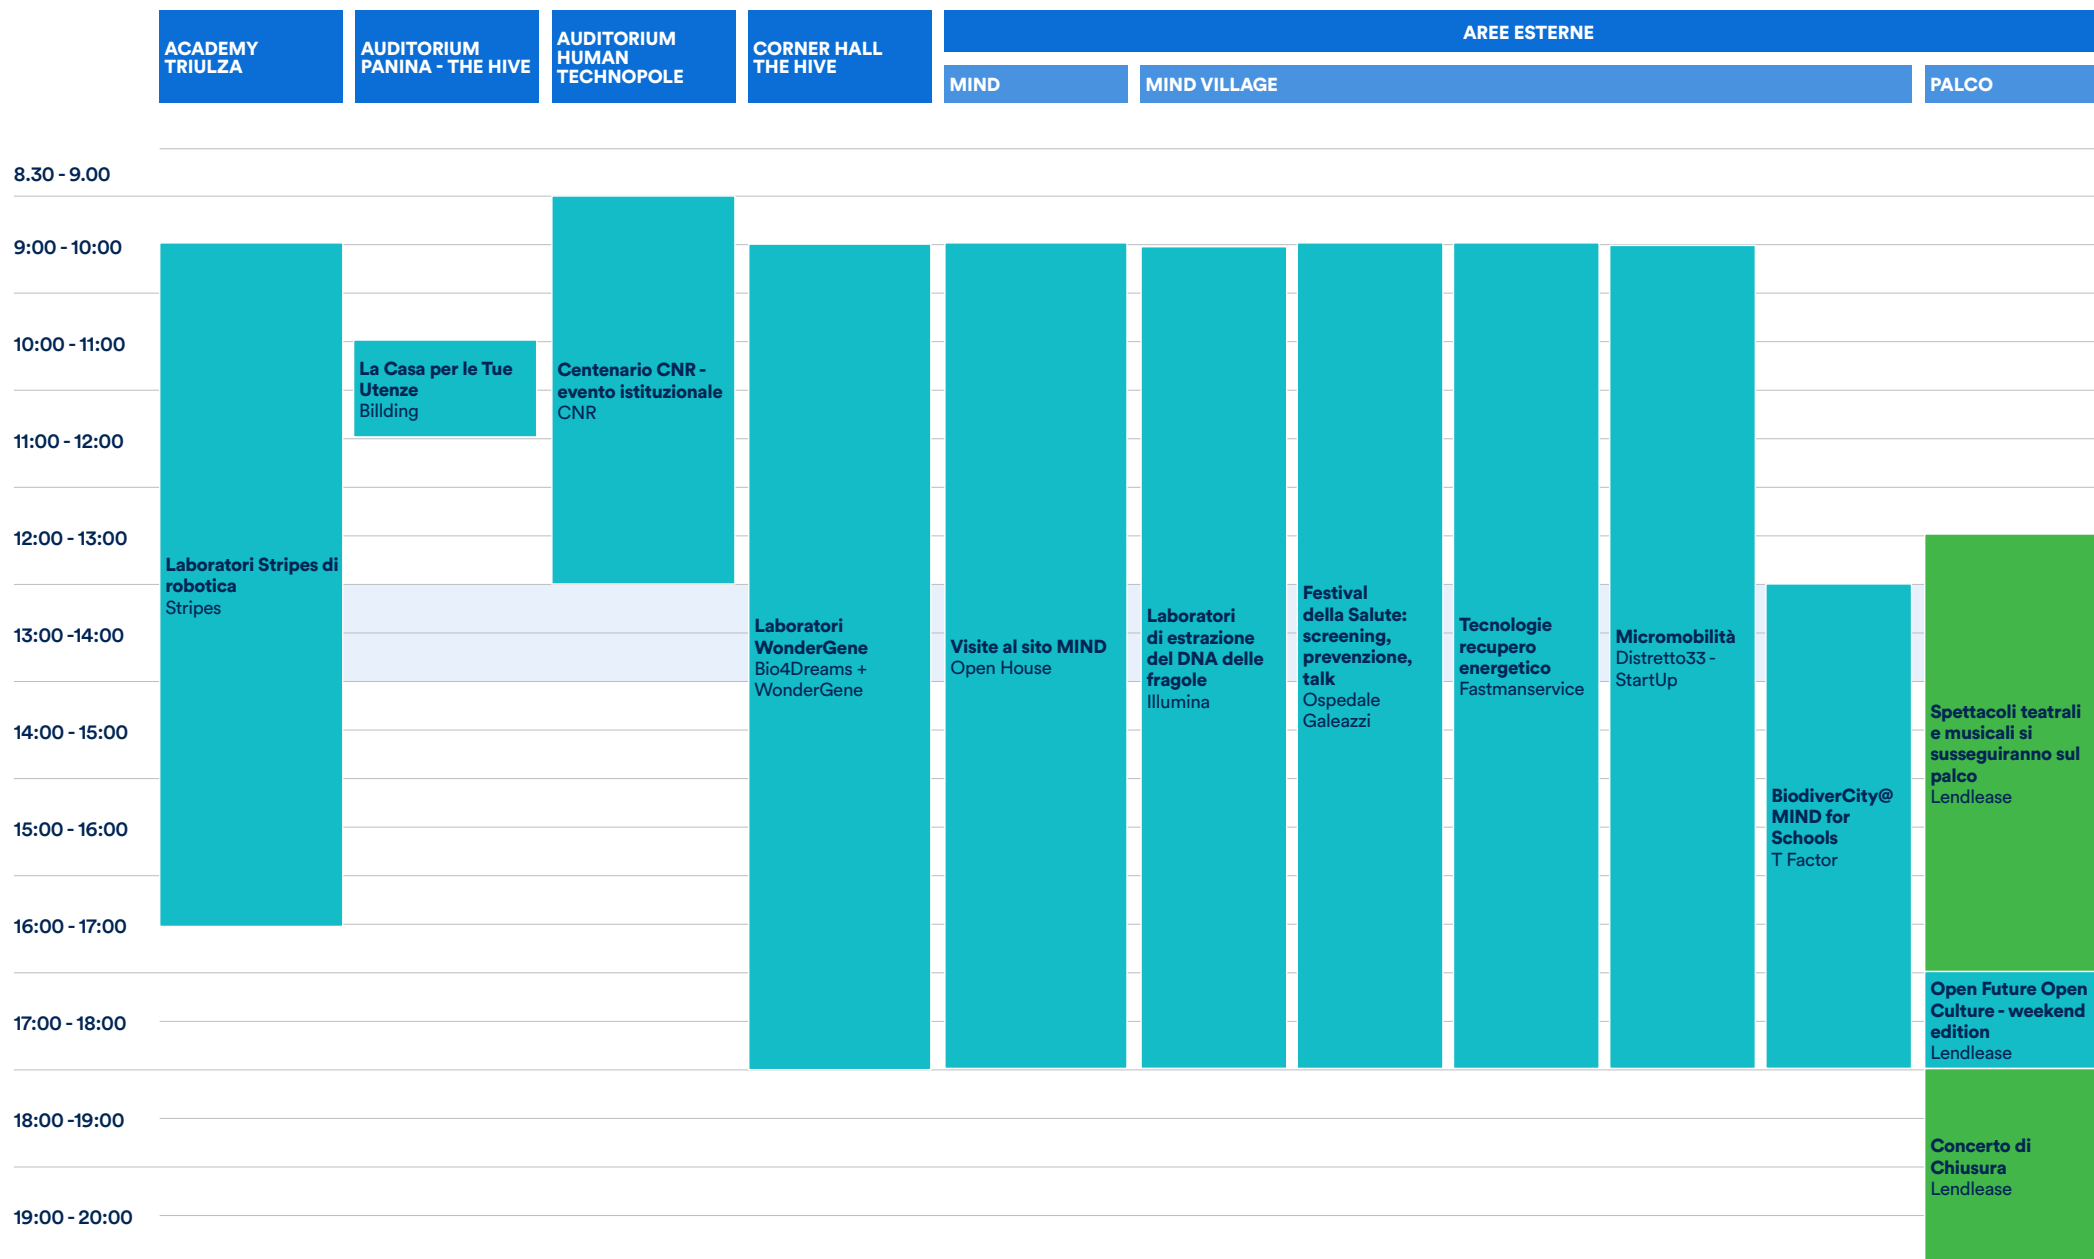 ACADEMY
TRIULZA
AUDITORIUM
PANINA - THE HIVE
AUDITORIUM
HUMAN
TECHNOPOLE
CORNER HALL
THE HIVE
AREE ESTERNE
MIND
MIND VILLAGE
PALCO
8.30 - 9.00
9:00 - 10:00
10:00 - 11:00
11:00 - 12:00
12:00 - 13:00
13:00 -14:00
14:00 - 15:00
15:00 - 16:00
16:00 - 17:00
17:00 - 18:00
18:00 -19:00
19:00 - 20:00
Laboratori Stripes di
robotica
Stripes
La Casa per le Tue
Utenze
Billding
Centenario CNR -
evento istituzionale
CNR
Laboratori
WonderGene
Bio4Dreams +
WonderGene
Visite al sito MIND
Open House
Laboratori
di estrazione
del DNA delle
fragole
Illumina
Festival
della Salute:
screening,
prevenzione,
talk
Ospedale
Galeazzi
Tecnologie
recupero
energetico
Fastmanservice
Micromobilità
Distretto33 -
StartUp
BiodiverCity@
MIND for
Schools
T Factor
Spettacoli teatrali
e musicali si
susseguiranno sul
palco
Lendlease
Open Future Open
Culture - weekend
edition
Lendlease
Concerto di
Chiusura
Lendlease